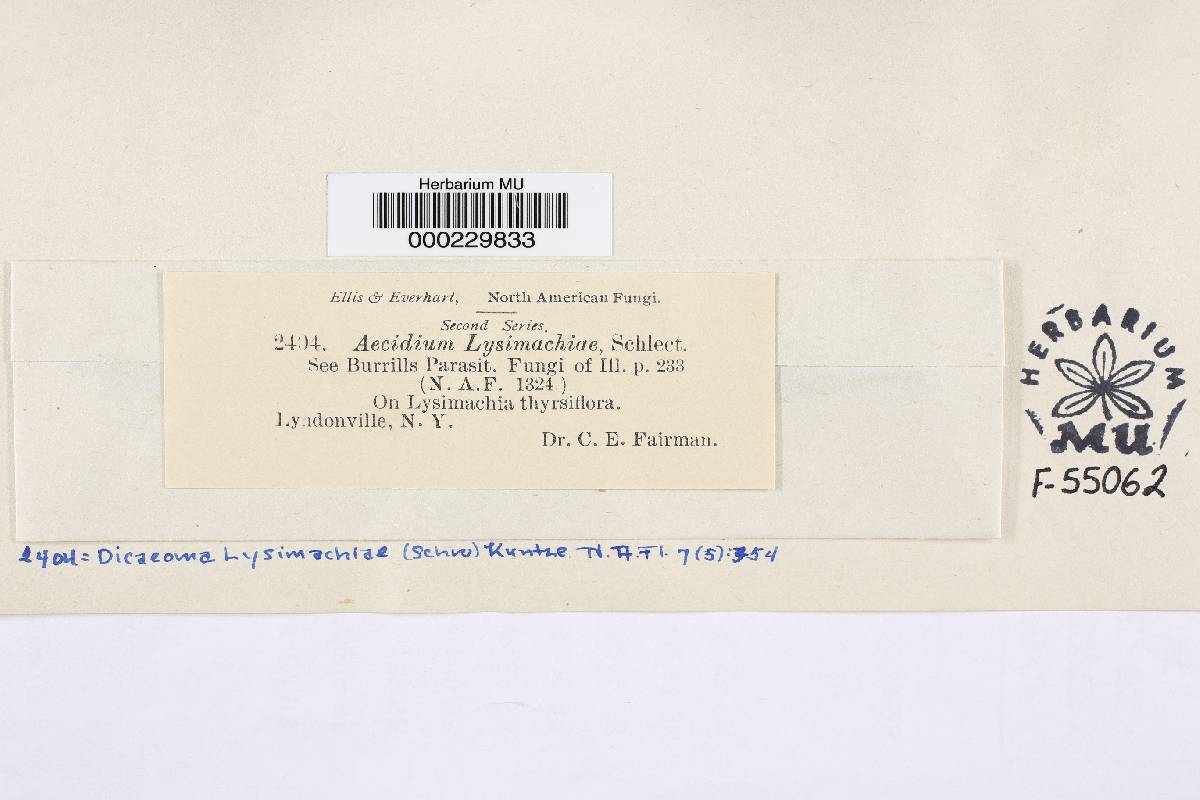 Herbarium MU
000229833
Ellis & Everhart, North American Fungi.
Second Series.
2404. Aecidium Lysimachiae, Schlect.
See Burrills Parasit. Fungi of Ill. p. 233
(N. A. F. 1324)
On Lysimachia thyrsiflora.
Lyndonville, N. Y.
Dr. C. E. Fairman.
HERBARIUM
MU
F-55062
2404 = Dicaeoma Lysimachiae (Schw) Kuntze N.A.Fl. 7(5):354